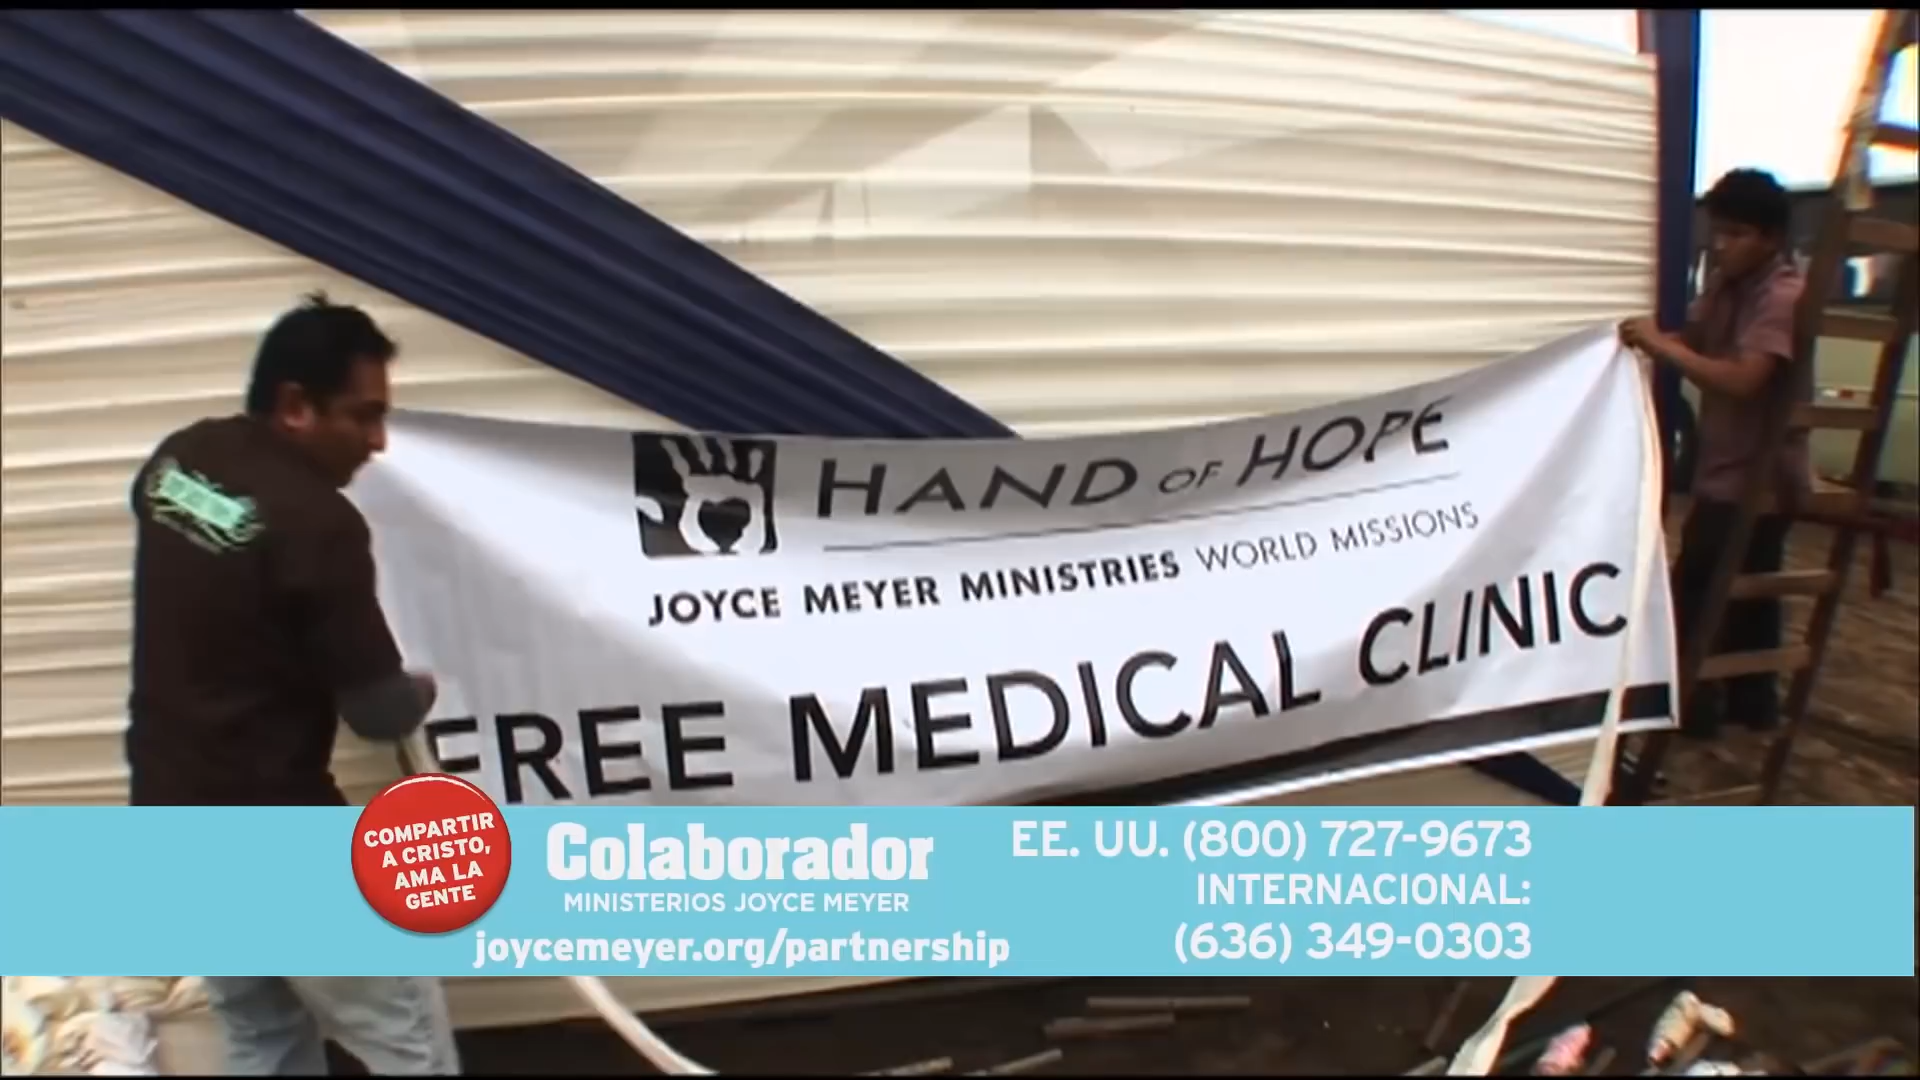 HAND OF HOPE
JOYCE MEYER MINISTRIES WORLD MISSIONS
FREE MEDICAL CLINIC
COMPARTIR
A CRISTO,
AMA LA
GENTE
Colaborador
MINISTERIOS JOYCE MEYER
joycemeyer.org/partnership
EE. UU. (800) 727-9673
INTERNACIONAL:
(636) 349-0303